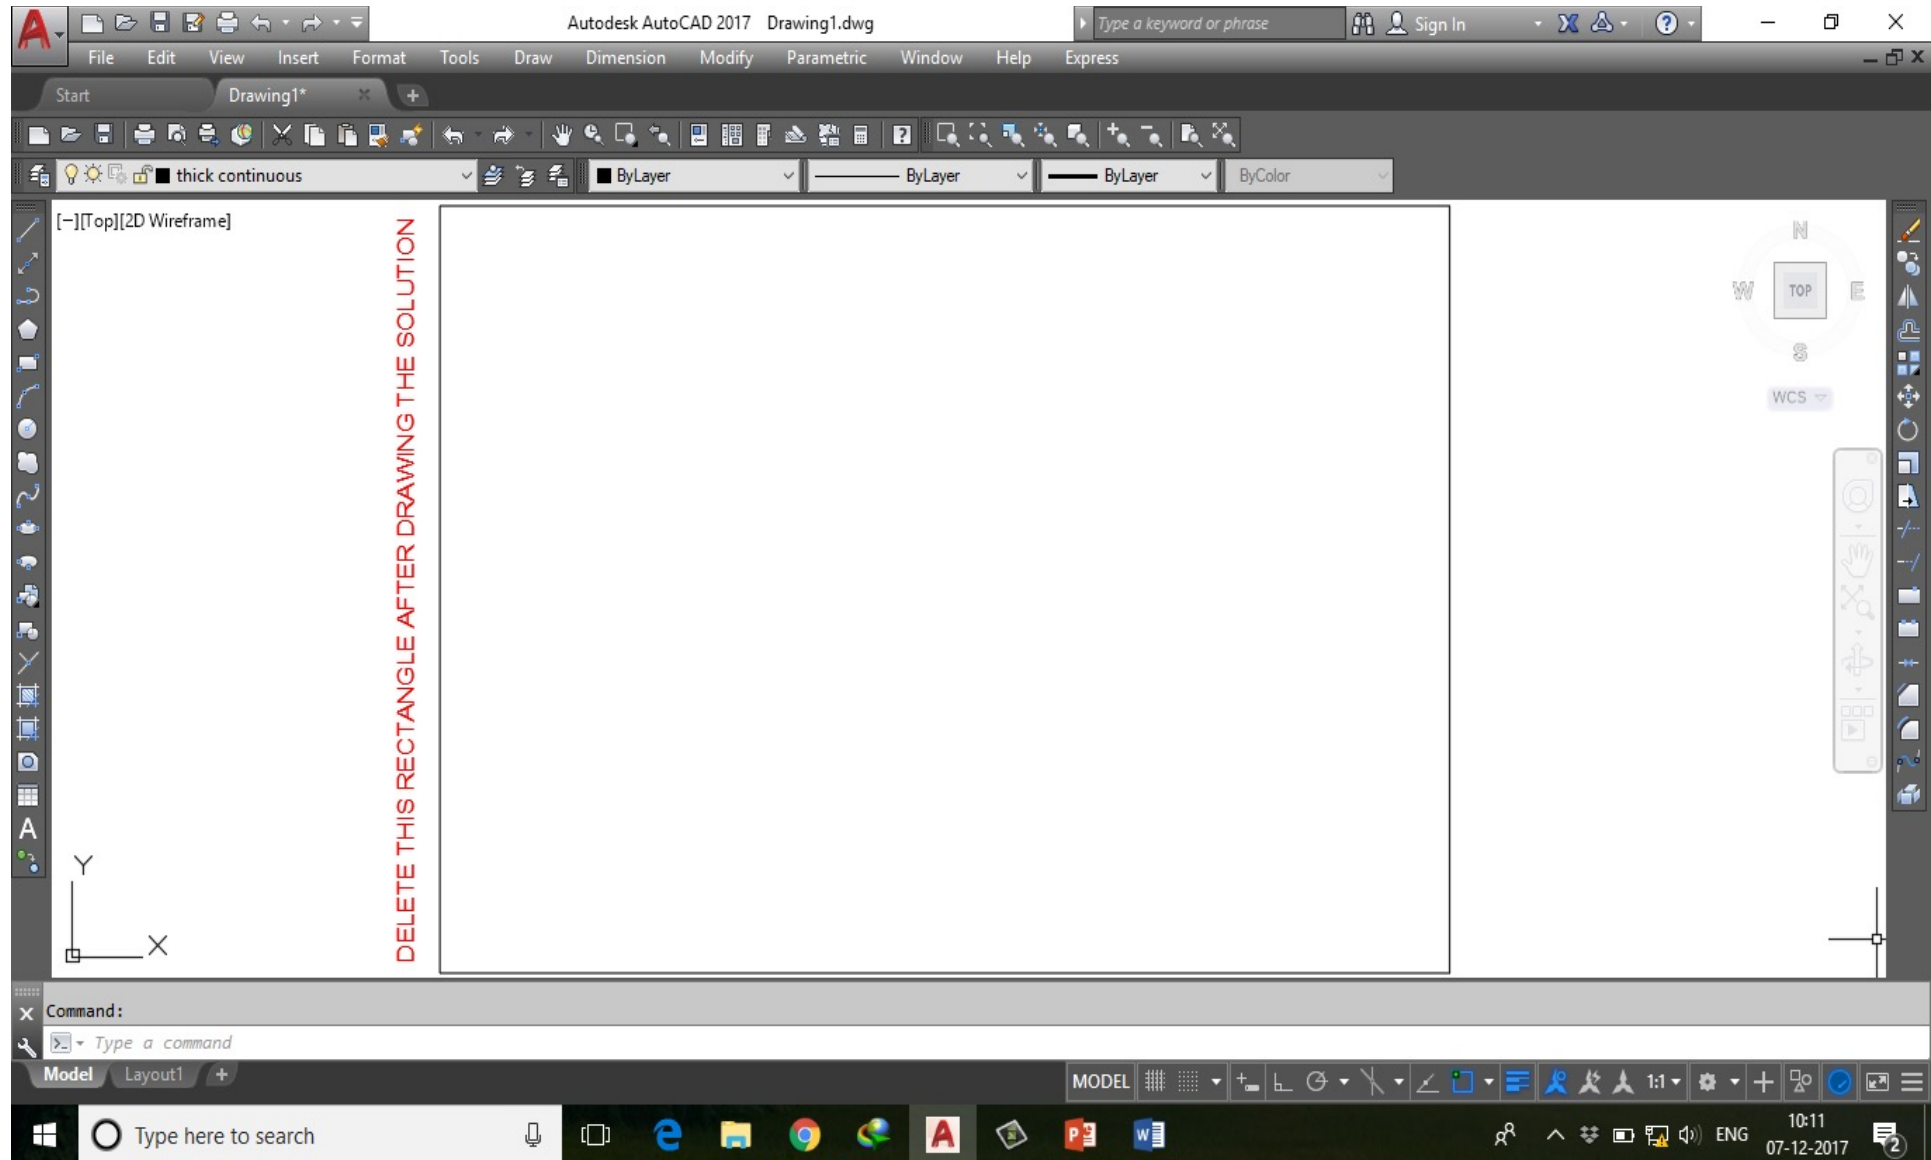 Autodesk AutoCAD 2017 Drawing1.dwg
Type a keyword or phrase
Sign In
File Edit View Insert Format Tools Draw Dimension Modify Parametric Window Help Express
Start Drawing1*
thick continuous
ByLayer
ByLayer
ByLayer
ByColor
[−][Top][2D Wireframe]
DELETE THIS RECTANGLE AFTER DRAWING THE SOLUTION
N
W TOP E
S
WCS
A
Y
X
Command:
Type a command
Model Layout1
MODEL
1:1
Type here to search
ENG
10:11
07-12-2017
2